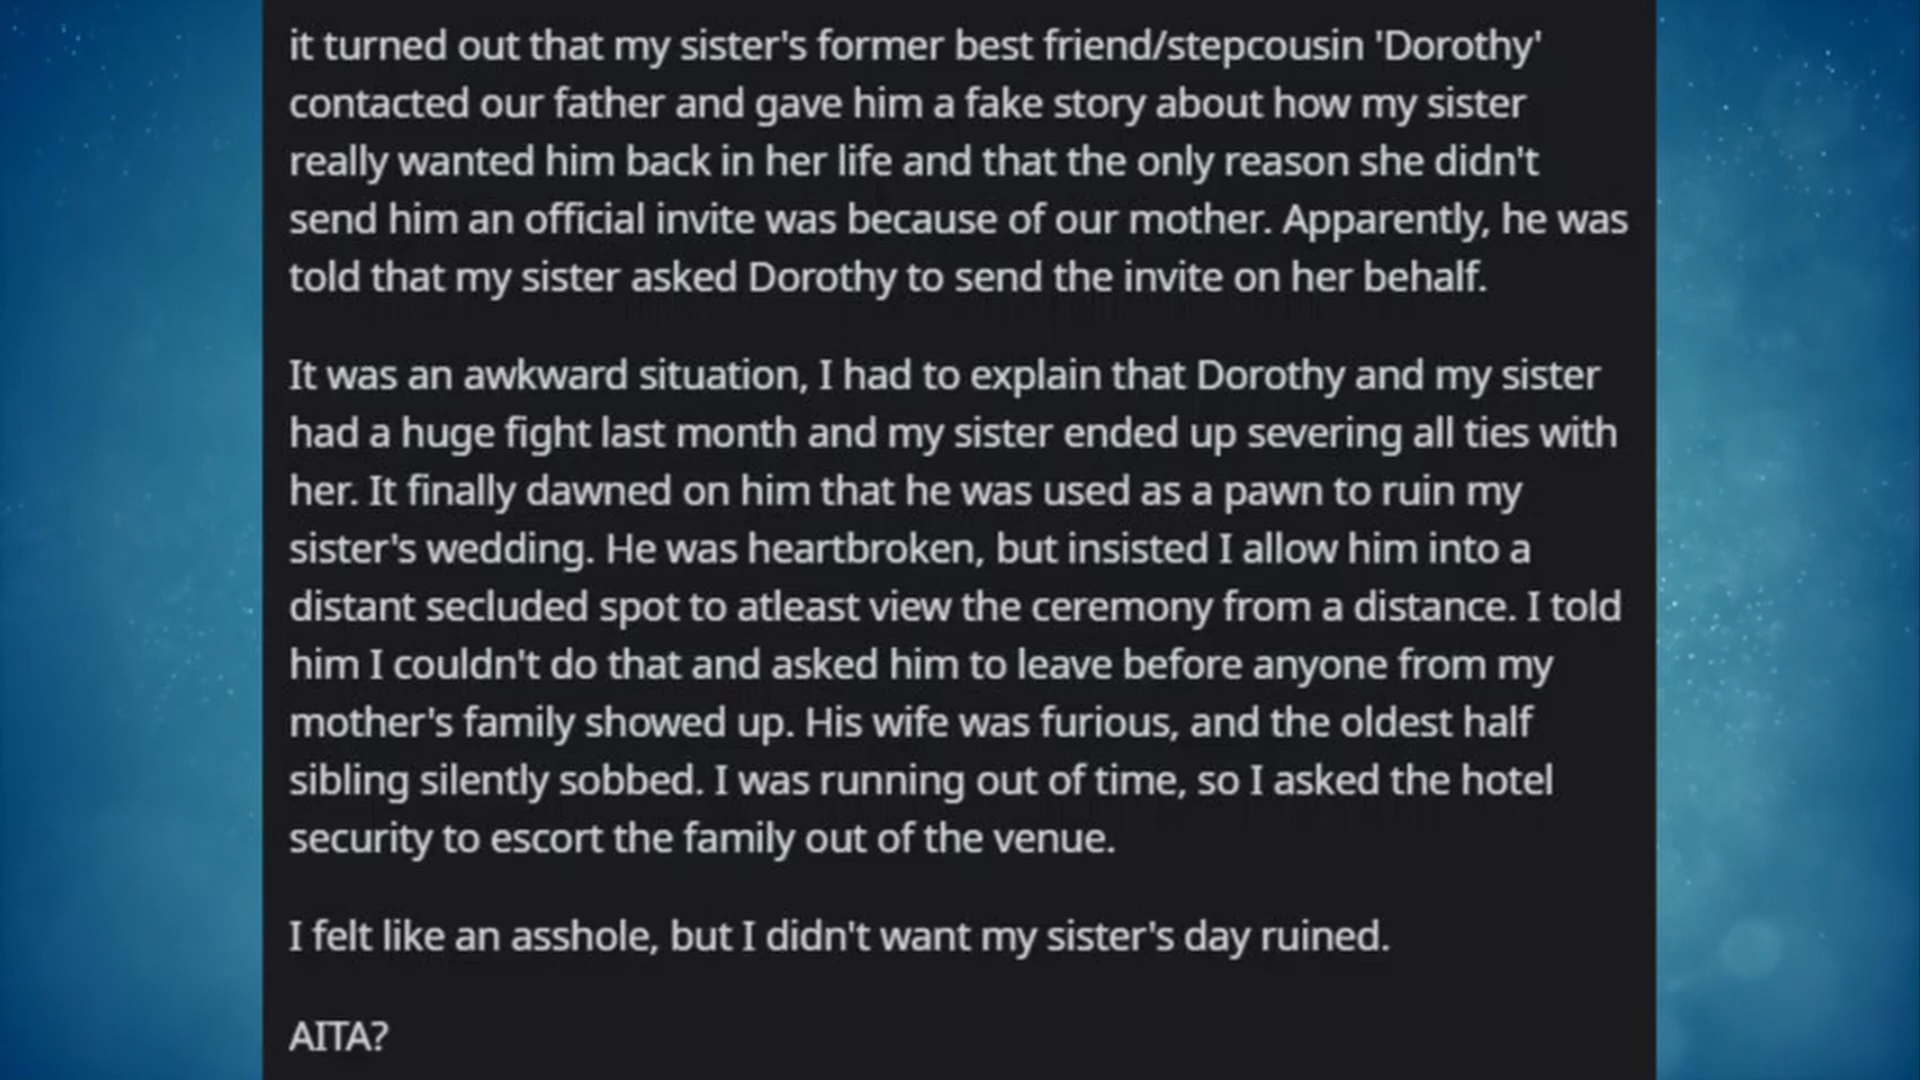 it turned out that my sister's former best friend/stepcousin 'Dorothy'
contacted our father and gave him a fake story about how my sister
really wanted him back in her life and that the only reason she didn't
send him an official invite was because of our mother. Apparently, he was
told that my sister asked Dorothy to send the invite on her behalf.
It was an awkward situation, I had to explain that Dorothy and my sister
had a huge fight last month and my sister ended up severing all ties with
her. It finally dawned on him that he was used as a pawn to ruin my
sister's wedding. He was heartbroken, but insisted I allow him into a
distant secluded spot to atleast view the ceremony from a distance. I told
him I couldn't do that and asked him to leave before anyone from my
mother's family showed up. His wife was furious, and the oldest half
sibling silently sobbed. I was running out of time, so I asked the hotel
security to escort the family out of the venue.
I felt like an asshole, but I didn't want my sister's day ruined.
AITA?